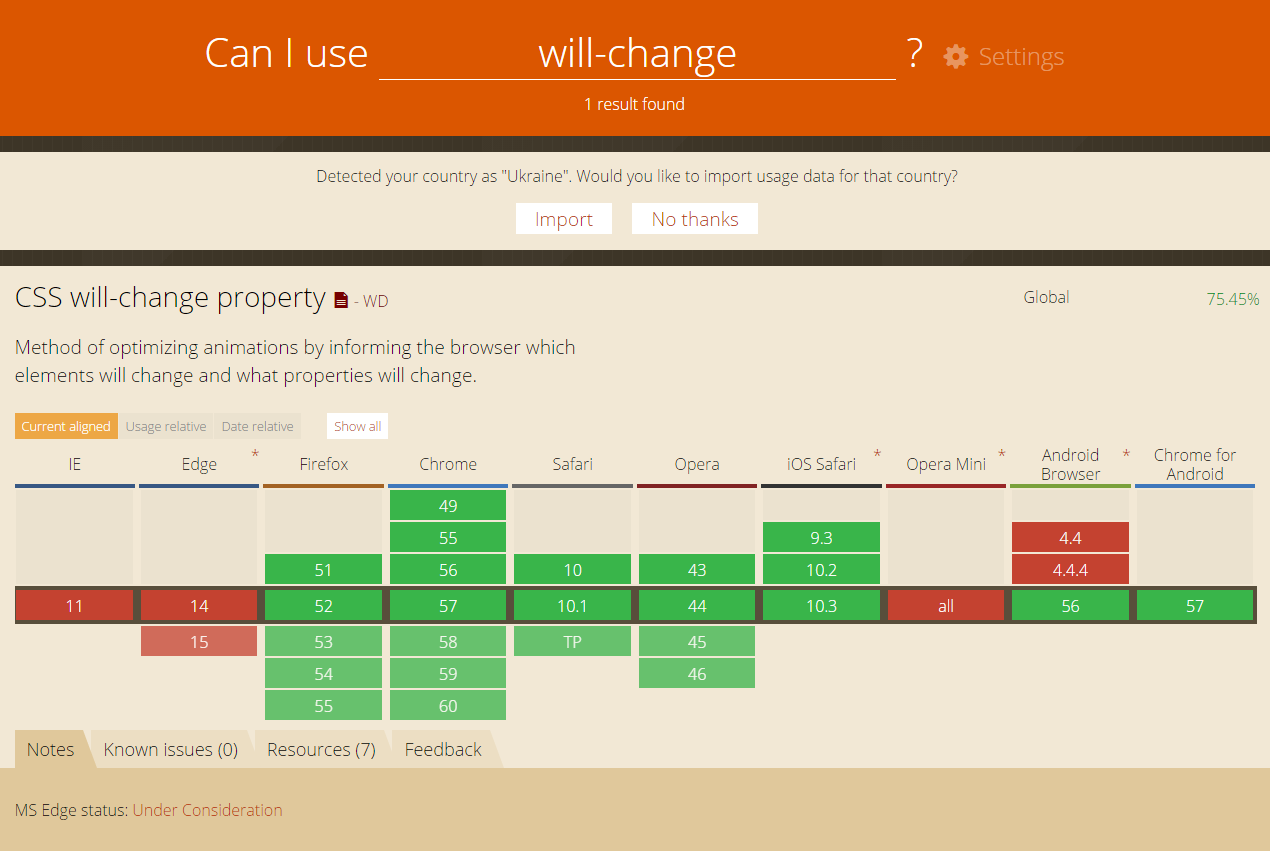 Can I use will-change ? Settings
1 result found
Detected your country as "Ukraine". Would you like to import usage data for that country?
Import No thanks
CSS will-change property - WD
Global 75.45%
Method of optimizing animations by informing the browser which
elements will change and what properties will change.
Current aligned Usage relative Date relative Show all
IE Edge * Firefox Chrome Safari Opera iOS Safari * Opera Mini * Android Browser * Chrome for Android
49
55 9.3 4.4
51 56 10 43 10.2 4.4.4
11 14 52 57 10.1 44 10.3 all 56 57
15 53 58 TP 45
54 59 46
55 60
Notes Known issues (0) Resources (7) Feedback
MS Edge status: Under Consideration